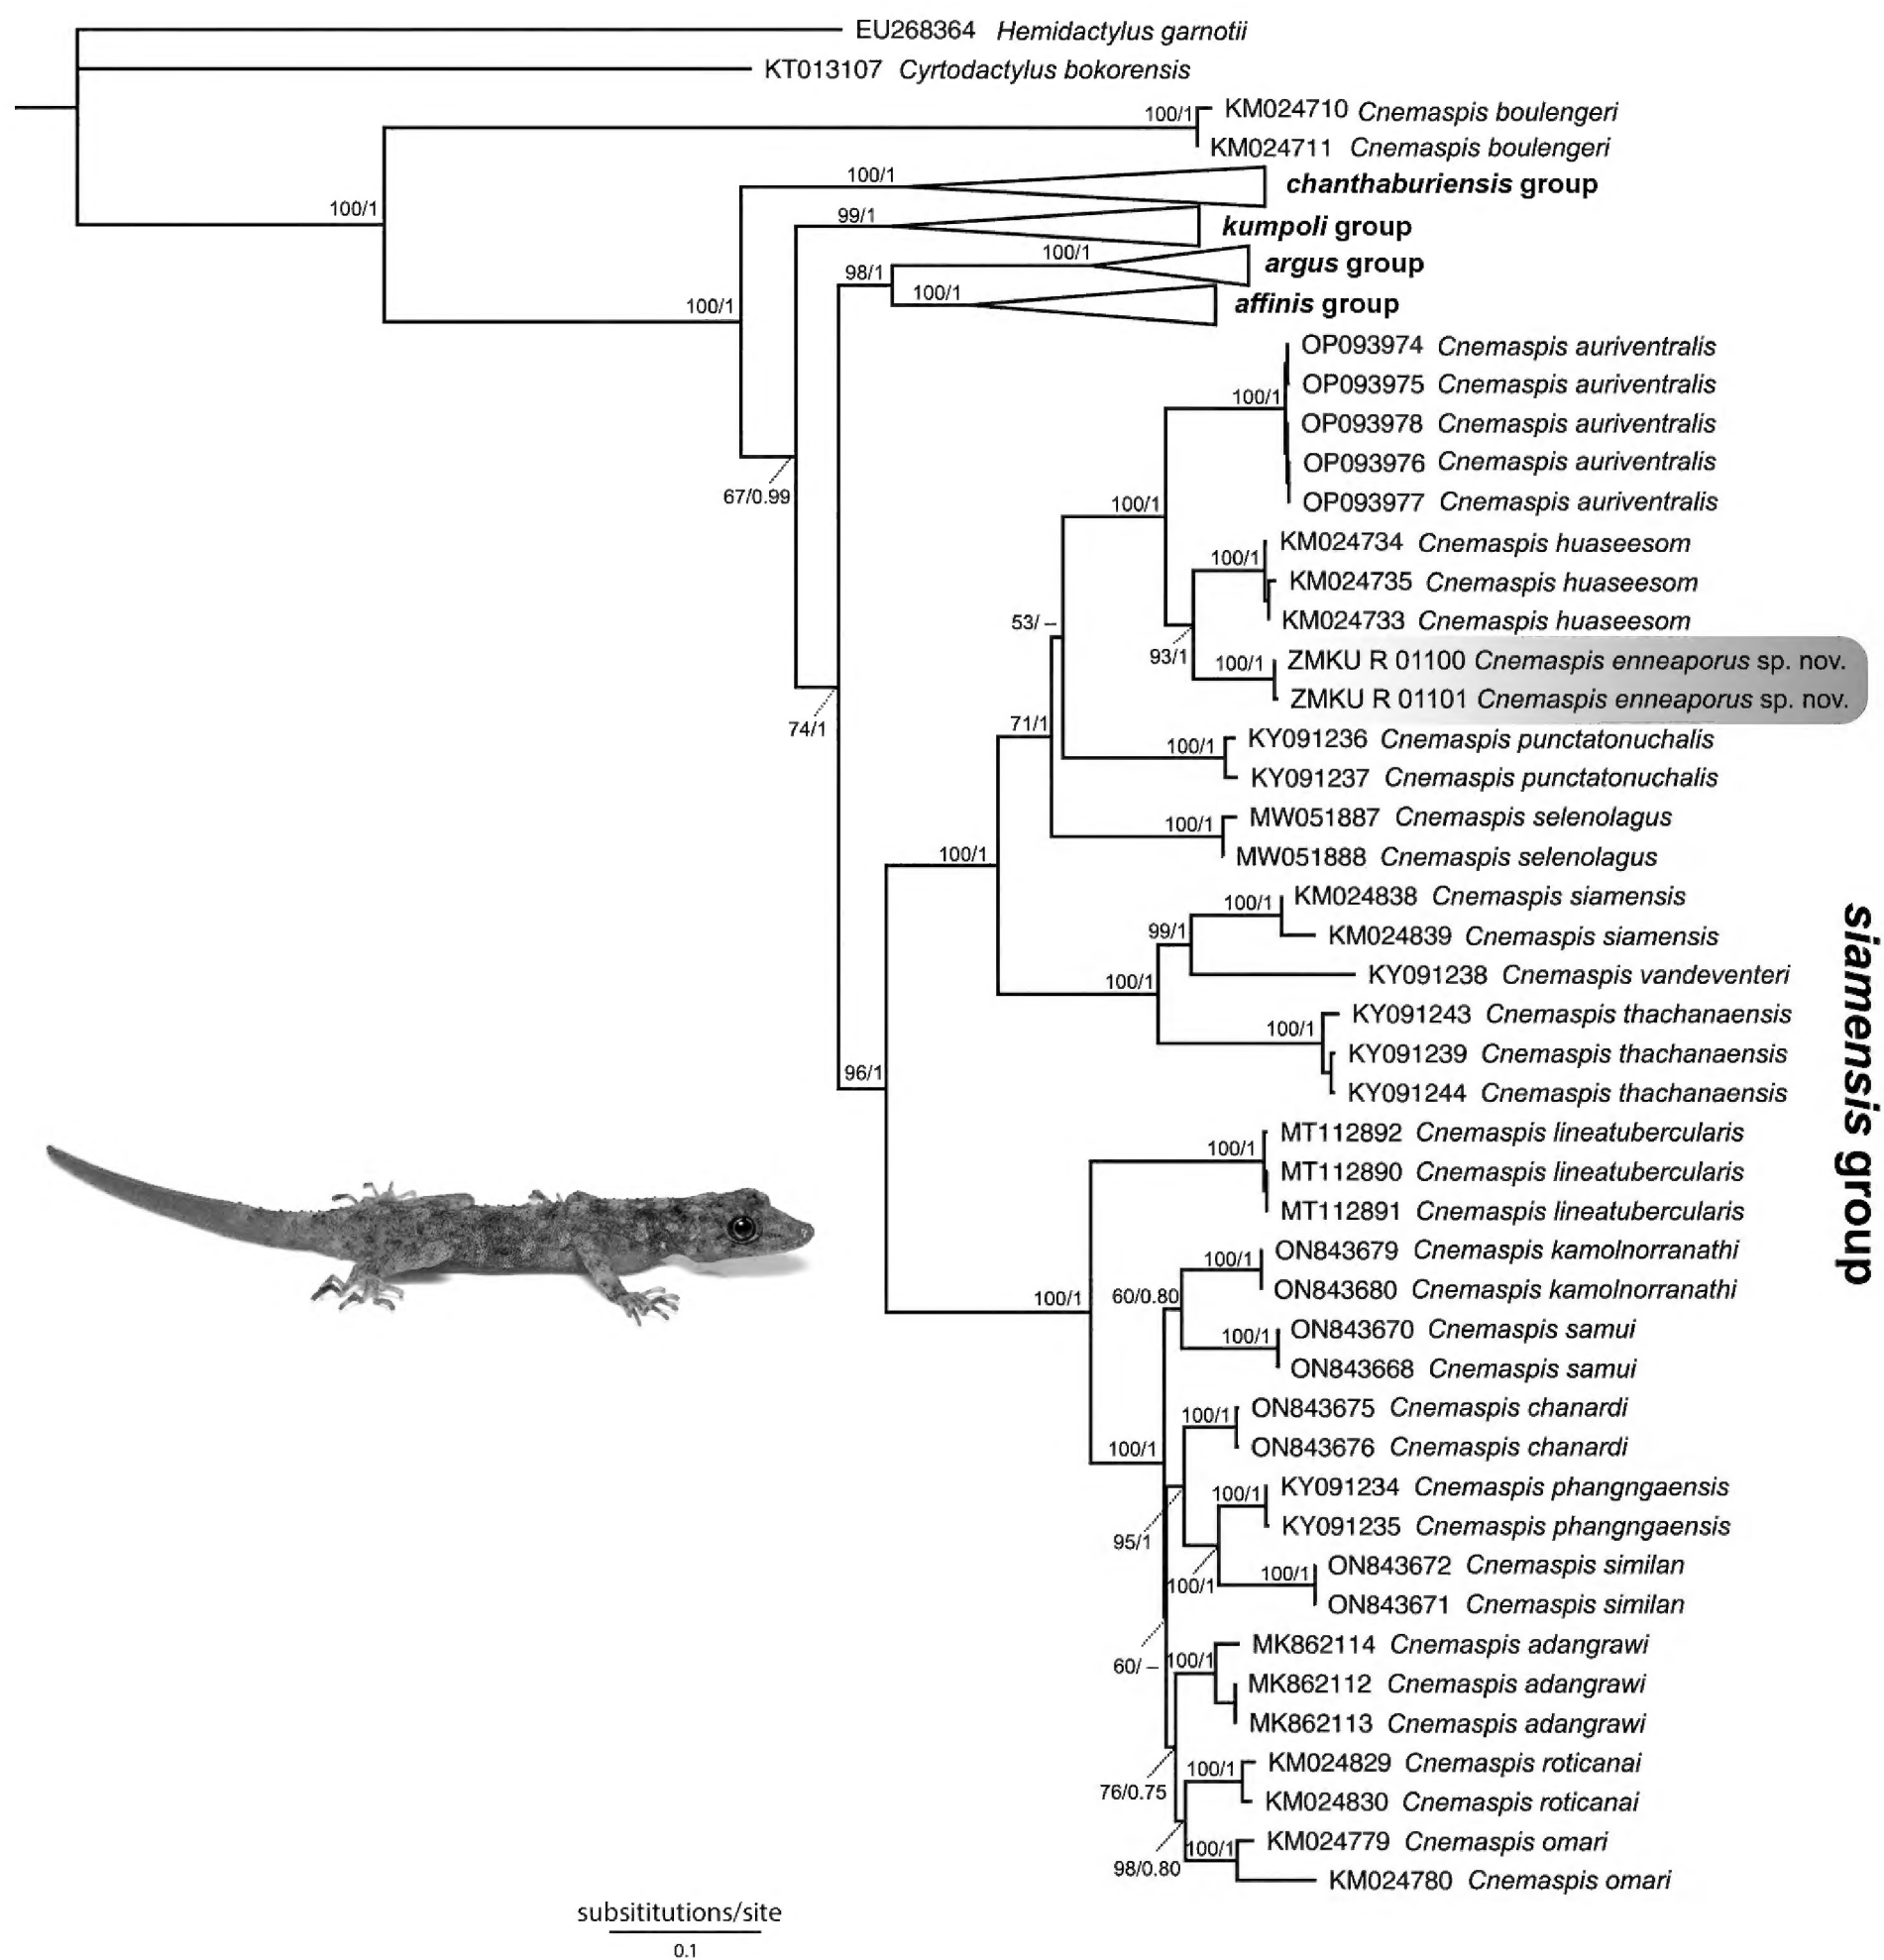 EU268364 Hemidactylus garnotii
KT013107 Cyrtodactylus bokorensis
100/1 KM024710 Cnemaspis boulengeri
KM024711 Cnemaspis boulengeri
100/1 chanthaburiensis group
100/1
99/1 kumpoli group
100/1 argus group
98/1
100/1 affinis group
100/1
OP093974 Cnemaspis auriventralis
OP093975 Cnemaspis auriventralis
100/1
OP093978 Cnemaspis auriventralis
OP093976 Cnemaspis auriventralis
67/0.99
100/1 OP093977 Cnemaspis auriventralis
KM024734 Cnemaspis huaseesom
100/1
KM024735 Cnemaspis huaseesom
53/ – KM024733 Cnemaspis huaseesom
93/1 100/1 ZMKU R 01100 Cnemaspis enneaporus sp. nov.
ZMKU R 01101 Cnemaspis enneaporus sp. nov.
74/1 71/1
100/1 KY091236 Cnemaspis punctatonuchalis
KY091237 Cnemaspis punctatonuchalis
100/1 MW051887 Cnemaspis selenolagus
100/1 MW051888 Cnemaspis selenolagus
100/1 KM024838 Cnemaspis siamensis
99/1 KM024839 Cnemaspis siamensis
100/1 KY091238 Cnemaspis vandeventeri
KY091243 Cnemaspis thachanaensis
100/1
KY091239 Cnemaspis thachanaensis
96/1
KY091244 Cnemaspis thachanaensis
siamensis group
MT112892 Cnemaspis lineatubercularis
100/1
MT112890 Cnemaspis lineatubercularis
MT112891 Cnemaspis lineatubercularis
100/1 ON843679 Cnemaspis kamolnorranathi
100/1 60/0.80 ON843680 Cnemaspis kamolnorranathi
100/1 ON843670 Cnemaspis samui
ON843668 Cnemaspis samui
100/1 ON843675 Cnemaspis chanardi
100/1 ON843676 Cnemaspis chanardi
100/1 KY091234 Cnemaspis phangngaensis
95/1 KY091235 Cnemaspis phangngaensis
100/1 100/1 ON843672 Cnemaspis similan
ON843671 Cnemaspis similan
60/ – 100/1 MK862114 Cnemaspis adangrawi
MK862112 Cnemaspis adangrawi
MK862113 Cnemaspis adangrawi
76/0.75 100/1 KM024829 Cnemaspis roticanai
KM024830 Cnemaspis roticanai
98/0.80 100/1 KM024779 Cnemaspis omari
KM024780 Cnemaspis omari
subsititutions/site
0.1